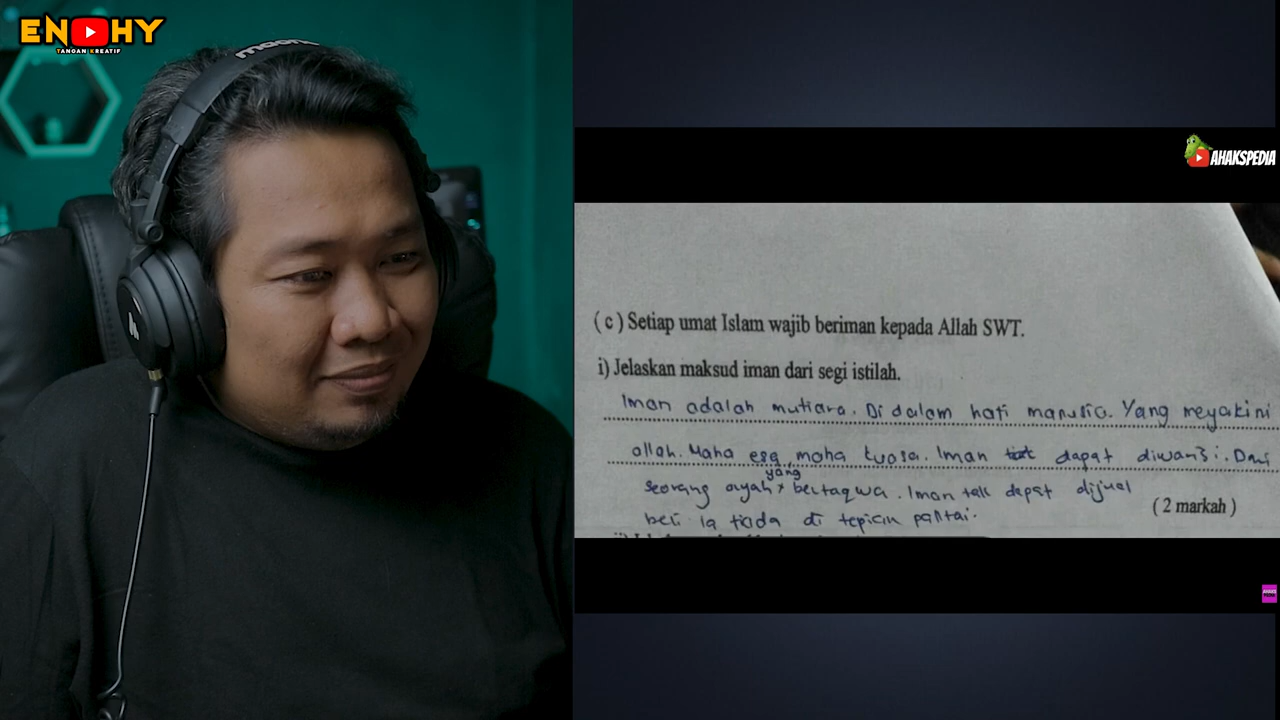 ENOHY
TANGAN KREATIF
AHAKSPEDIA
( c ) Setiap umat Islam wajib beriman kepada Allah SWT.
i) Jelaskan maksud iman dari segi istilah.
Iman adalah mutiara. Di dalam hati manusia. Yang meyakini
allah. Maha esa, maha kuasa. Iman dapat diwarisi. Dari
yang
seorang ayah x bertaqwa. Iman tak dapat dijual
beli ia tiada di tepian pantai.
( 2 markah )